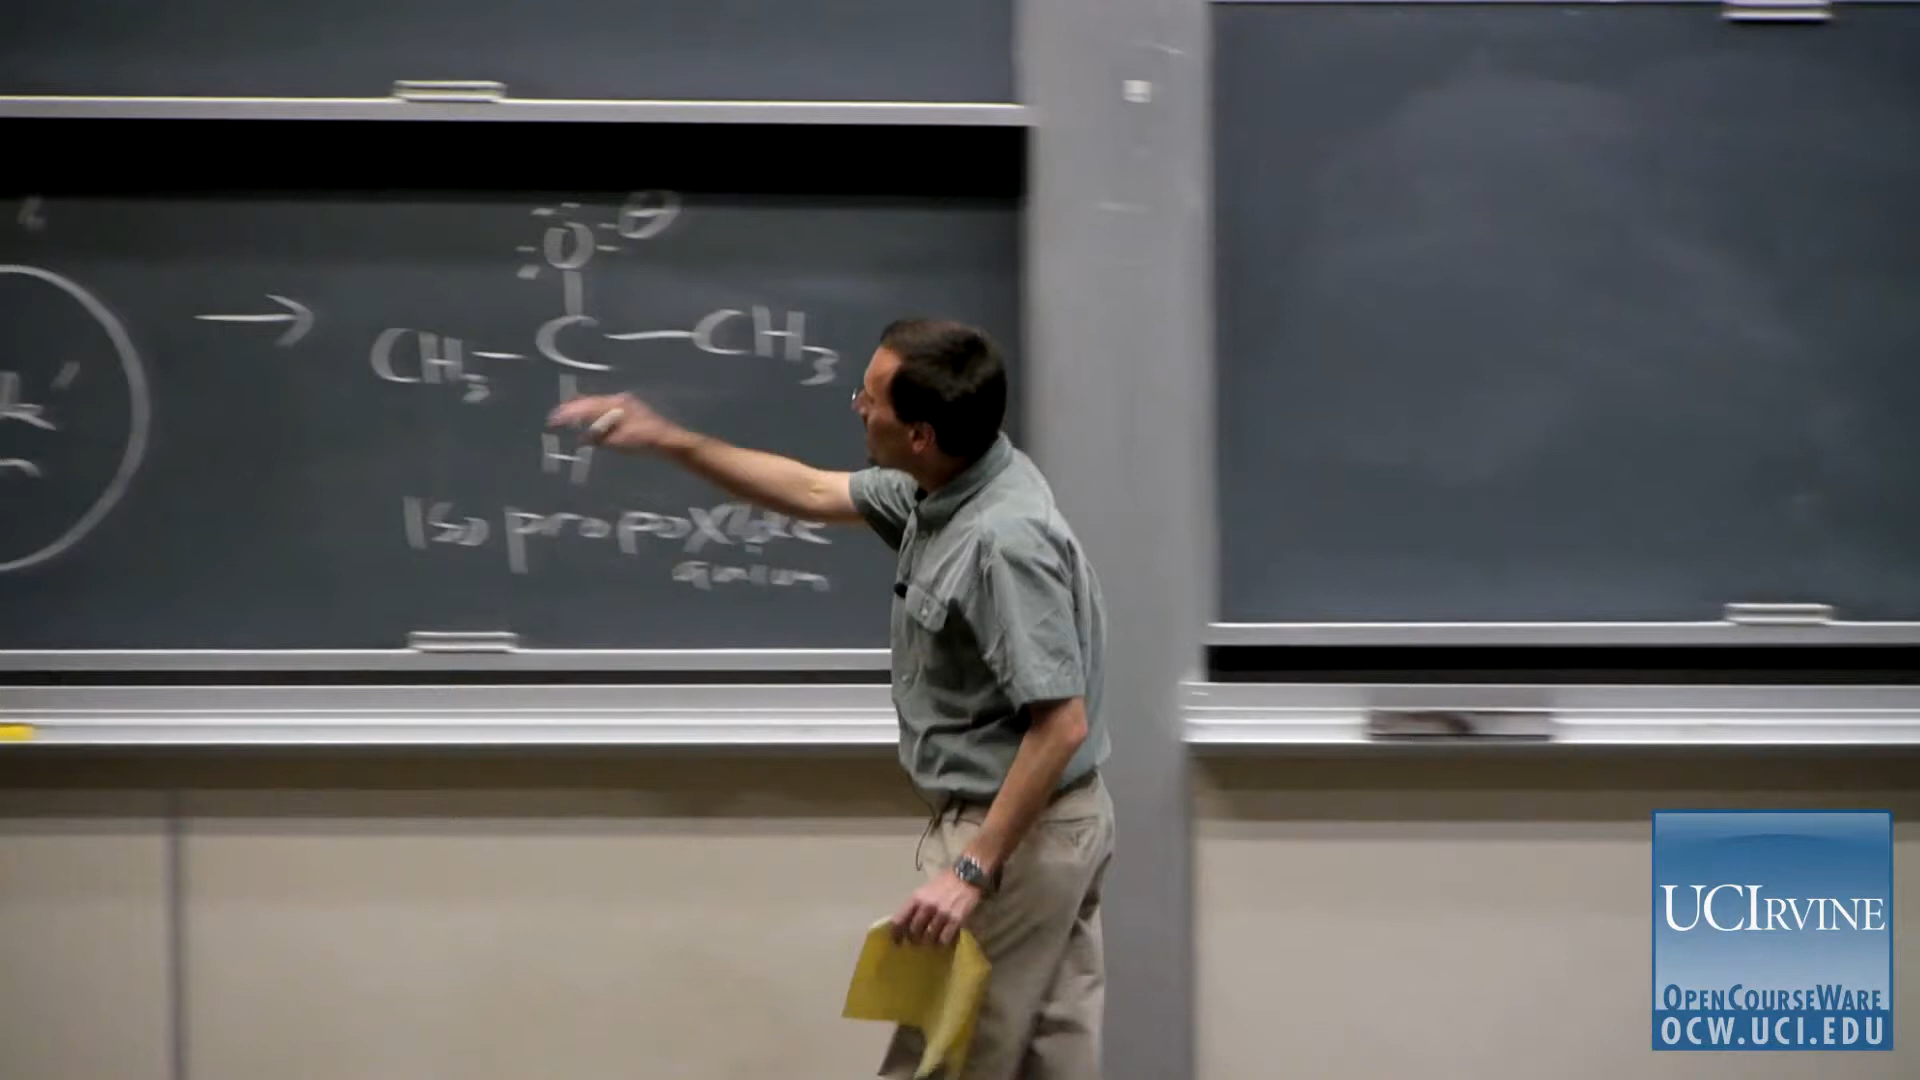 :O: ⊖
CH3 - C - CH3
H
Isopropoxide
anion
UCIRVINE
OPENCOURSEWARE
OCW.UCI.EDU